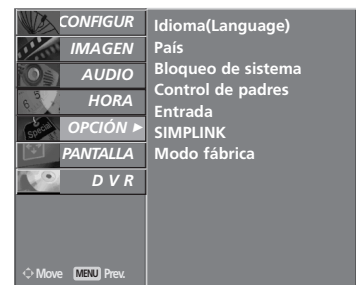 CONFIGUR
IMAGEN
AUDIO
HORA
Special
OPCIÓN ►
PANTALLA
D V R
Idioma(Language)
País
Bloqueo de sistema
Control de padres
Entrada
SIMPLINK
Modo fábrica
Move MENU Prev.